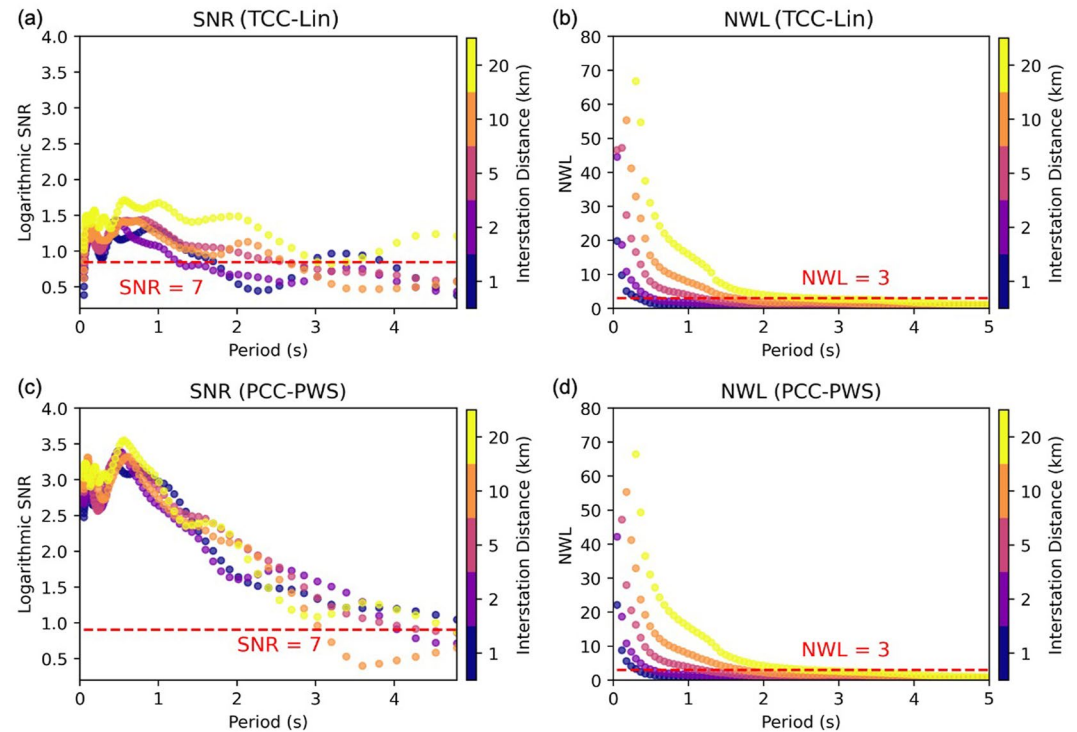 (a)
SNR (TCC-Lin)
4.0
3.5
3.0
2.5
2.0
1.5
1.0
0.5
Logarithmic SNR
SNR = 7
0 1 2 3 4
Period (s)
20
10
5
2
1
Interstation Distance (km)
(b)
NWL (TCC-Lin)
80
70
60
50
40
30
20
10
0
NWL
NWL = 3
0 1 2 3 4 5
Period (s)
20
10
5
2
1
Interstation Distance (km)
(c)
SNR (PCC-PWS)
4.0
3.5
3.0
2.5
2.0
1.5
1.0
0.5
Logarithmic SNR
SNR = 7
0 1 2 3 4
Period (s)
20
10
5
2
1
Interstation Distance (km)
(d)
NWL (PCC-PWS)
80
70
60
50
40
30
20
10
0
NWL
NWL = 3
0 1 2 3 4 5
Period (s)
20
10
5
2
1
Interstation Distance (km)